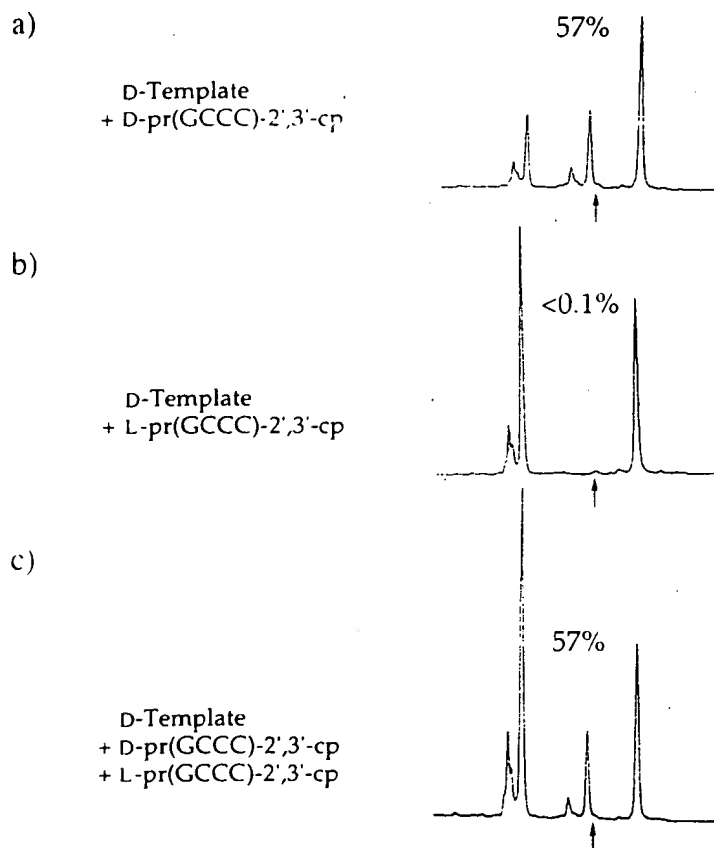 a)
57%
D-Template
+ D-pr(GCCC)-2',3'-cp
b)
<0.1%
D-Template
+ L-pr(GCCC)-2',3'-cp
c)
57%
D-Template
+ D-pr(GCCC)-2',3'-cp
+ L-pr(GCCC)-2',3'-cp